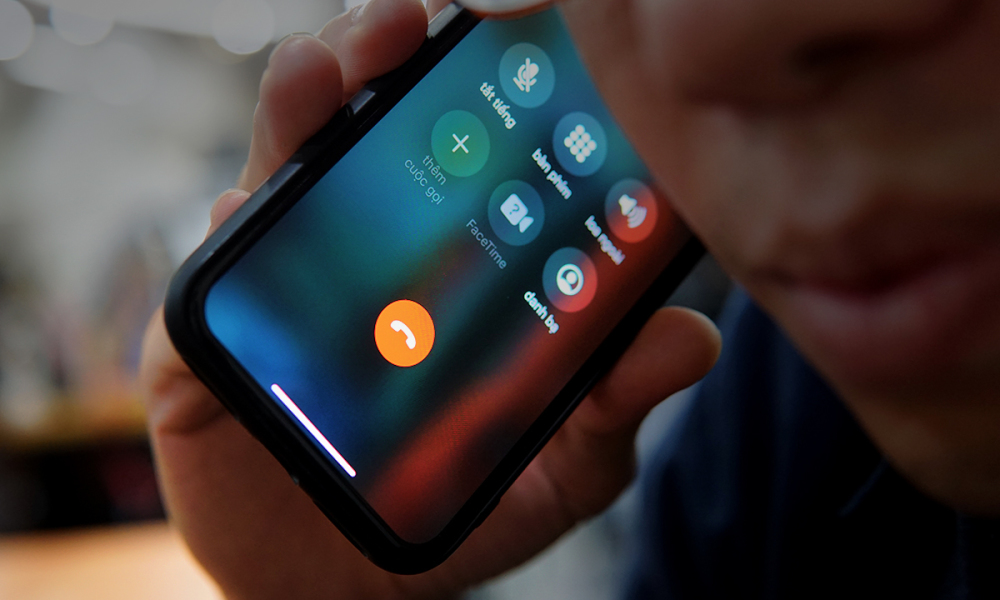 tắt tiếng
bàn phím
loa ngoài
thêm
cuộc gọi
FaceTime
danh bạ